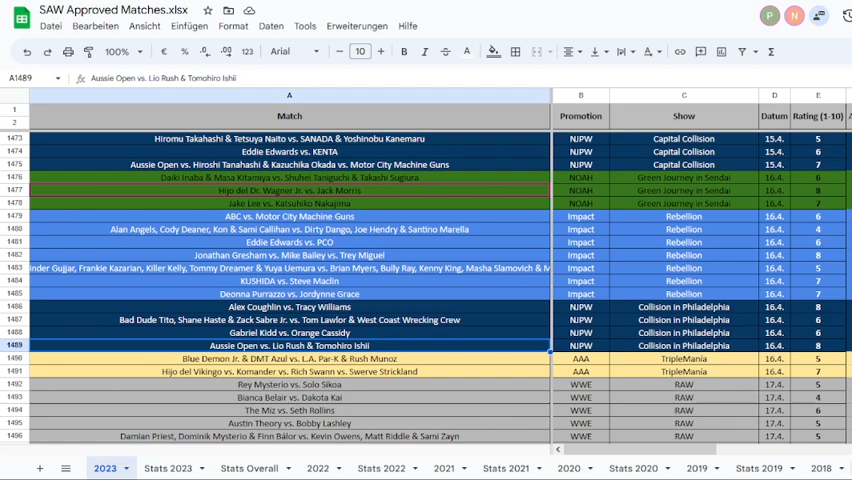 SAW Approved Matches.xlsx
P N
Datei Bearbeiten Ansicht Einfügen Format Daten Tools Erweiterungen Hilfe
100% € % .0 .00 123 Arial 10 B I A
A1489 fx Aussie Open vs. Lio Rush & Tomohiro Ishii
A B C D E
1 2 Match Promotion Show Datum Rating (1-10)
1473 Hiromu Takahashi & Tetsuya Naito vs. SANADA & Yoshinobu Kanemaru NJPW Capital Collision 15.4. 5
1474 Eddie Edwards vs. KENTA NJPW Capital Collision 15.4. 6
1475 Aussie Open vs. Hiroshi Tanahashi & Kazuchika Okada vs. Motor City Machine Guns NJPW Capital Collision 15.4. 7
1476 Daiki Inaba & Masa Kitamiya vs. Shuhei Taniguchi & Takashi Sugiura NOAH Green Journey in Sendai 16.4. 6
1477 Hijo del Dr. Wagner Jr. vs. Jack Morris NOAH Green Journey in Sendai 16.4. 8
1478 Jake Lee vs. Katsuhiko Nakajima NOAH Green Journey in Sendai 16.4. 7
1479 ABC vs. Motor City Machine Guns Impact Rebellion 16.4. 6
1480 Alan Angels, Cody Deaner, Kon & Sami Callihan vs. Dirty Dango, Joe Hendry & Santino Marella Impact Rebellion 16.4. 4
1481 Eddie Edwards vs. PCO Impact Rebellion 16.4. 6
1482 Jonathan Gresham vs. Mike Bailey vs. Trey Miguel Impact Rebellion 16.4. 8
1483 inder Gujjar, Frankie Kazarian, Killer Kelly, Tommy Dreamer & Yuya Uemura vs. Brian Myers, Bully Ray, Kenny King, Masha Slamovich & M Impact Rebellion 16.4. 5
1484 KUSHIDA vs. Steve Maclin Impact Rebellion 16.4. 7
1485 Deonna Purrazzo vs. Jordynne Grace Impact Rebellion 16.4. 7
1486 Alex Coughlin vs. Tracy Williams NJPW Collision in Philadelphia 16.4. 8
1487 Bad Dude Tito, Shane Haste & Zack Sabre Jr. vs. Tom Lawlor & West Coast Wrecking Crew NJPW Collision in Philadelphia 16.4. 6
1488 Gabriel Kidd vs. Orange Cassidy NJPW Collision in Philadelphia 16.4. 6
1489 Aussie Open vs. Lio Rush & Tomohiro Ishii NJPW Collision in Philadelphia 16.4. 8
1490 Blue Demon Jr. & DMT Azul vs. L.A. Par-K & Rush Munoz AAA TripleMania 16.4. 5
1491 Hijo del Vikingo vs. Komander vs. Rich Swann vs. Swerve Strickland AAA TripleMania 16.4. 7
1492 Rey Mysterio vs. Solo Sikoa WWE RAW 17.4. 5
1493 Bianca Belair vs. Dakota Kai WWE RAW 17.4. 4
1494 The Miz vs. Seth Rollins WWE RAW 17.4. 6
1495 Austin Theory vs. Bobby Lashley WWE RAW 17.4. 5
1496 Damian Priest, Dominik Mysterio & Finn Bálor vs. Kevin Owens, Matt Riddle & Sami Zayn WWE RAW 17.4. 5
2023 Stats 2023 Stats Overall 2022 Stats 2022 2021 Stats 2021 2020 Stats 2020 2019 Stats 2019 2018